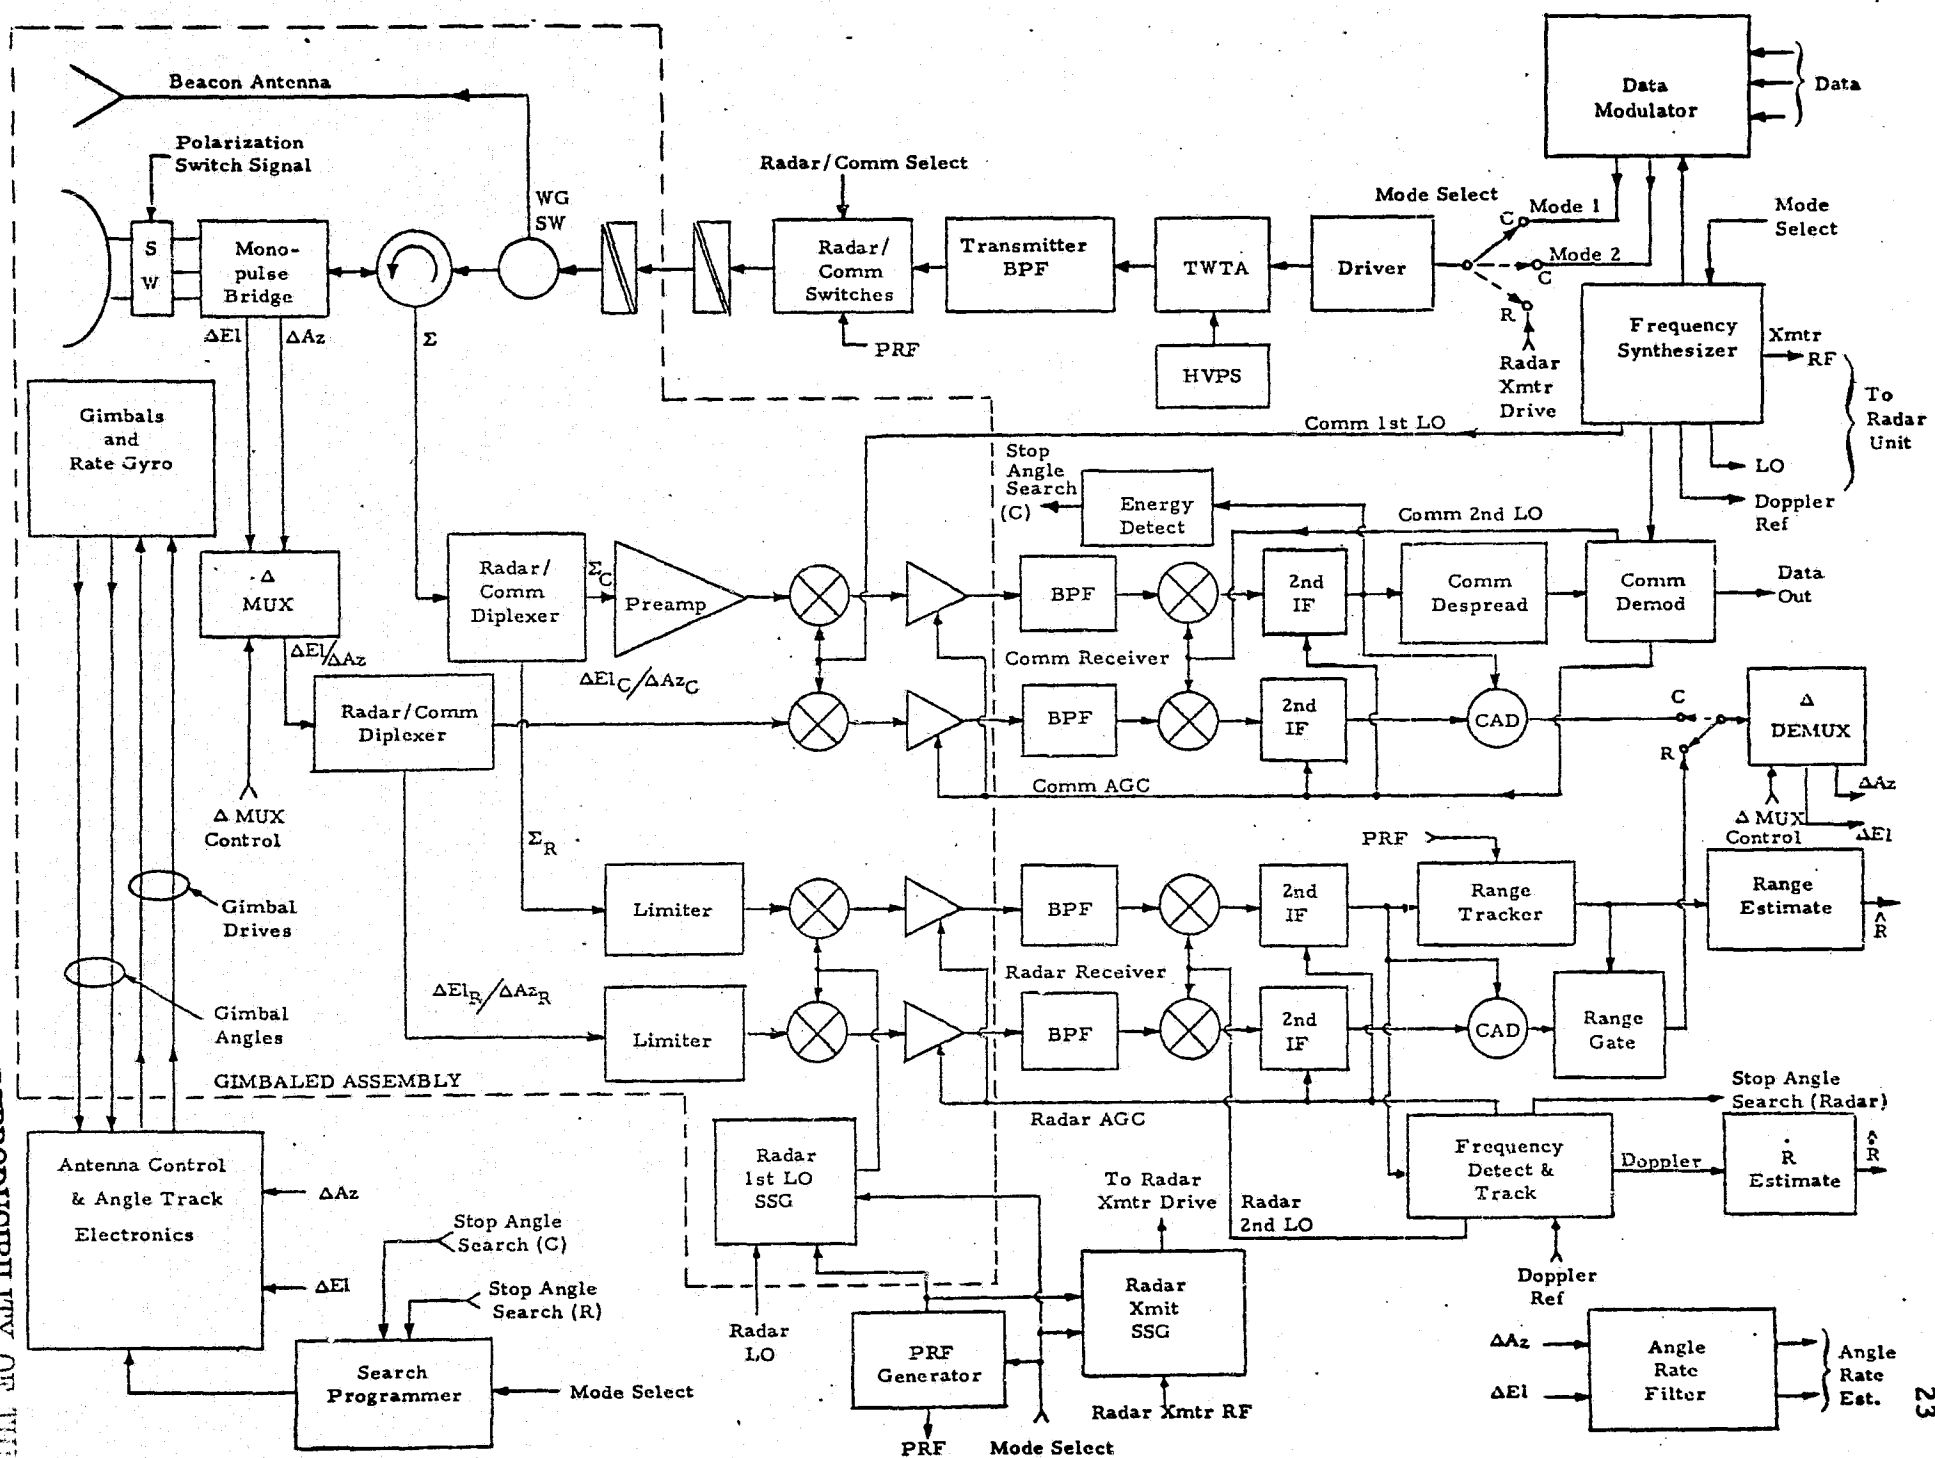 Beacon Antenna
Polarization
Switch Signal
WG
SW
Radar/Comm Select
Mode Select
C
Mode 1
Mode 2
C
R
Data
Modulator
Data
Mode
Select
S
W
Mono-
pulse
Bridge
Radar/
Comm
Switches
Transmitter
BPF
TWTA
Driver
HVPS
PRF
Radar
Xmtr
Drive
Frequency
Synthesizer
Xmtr
RF
To
Radar
Unit
LO
Doppler
Ref
ΔEl
ΔAz
Σ
Gimbals
and
Rate Gyro
Comm 1st LO
Stop
Angle
Search
(C)
Energy
Detect
Comm 2nd LO
Δ
MUX
ΔEl/ΔAz
Radar/
Comm
Diplexer
ΣC
Preamp
BPF
2nd
IF
Comm
Despread
Comm
Demod
Data
Out
Comm Receiver
ΔElC/ΔAzC
Radar/Comm
Diplexer
BPF
2nd
IF
CAD
C
R
Δ
DEMUX
ΔAz
ΔEl
Δ MUX
Control
Comm AGC
Δ MUX
Control
ΣR
PRF
Limiter
BPF
2nd
IF
Range
Tracker
Range
Estimate
R̂
Gimbal
Drives
Radar Receiver
ΔElR/ΔAzR
Gimbal
Angles
Limiter
BPF
2nd
IF
CAD
Range
Gate
GIMBALED ASSEMBLY
Radar AGC
Stop Angle
Search (Radar)
Antenna Control
& Angle Track
Electronics
ΔAz
ΔEl
Radar
1st LO
SSG
To Radar
Xmtr Drive
Radar
2nd LO
Frequency
Detect &
Track
Doppler
Ṙ
Estimate
Ṙ̂
Stop Angle
Search (C)
Stop Angle
Search (R)
Doppler
Ref
Radar
LO
Radar
Xmit
SSG
Search
Programmer
Mode Select
PRF
Generator
PRF
Mode Select
Radar Xmtr RF
ΔAz
ΔEl
Angle
Rate
Filter
Angle
Rate
Est.
23